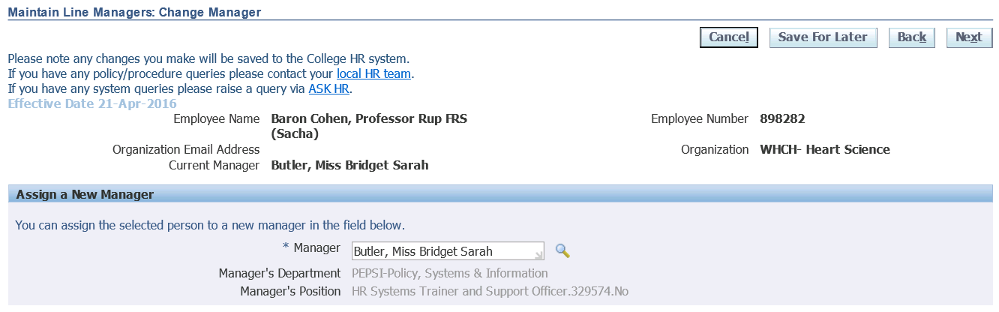 Maintain Line Managers: Change Manager
Cancel Save For Later Back Next
Please note any changes you make will be saved to the College HR system.
If you have any policy/procedure queries please contact your local HR team.
If you have any system queries please raise a query via ASK HR.
Effective Date 21-Apr-2016
Employee Name Baron Cohen, Professor Rup FRS Employee Number 898282
(Sacha)
Organization Email Address Organization WHCH- Heart Science
Current Manager Butler, Miss Bridget Sarah
Assign a New Manager
You can assign the selected person to a new manager in the field below.
* Manager Butler, Miss Bridget Sarah
Manager's Department PEPSI-Policy, Systems & Information
Manager's Position HR Systems Trainer and Support Officer.329574.No